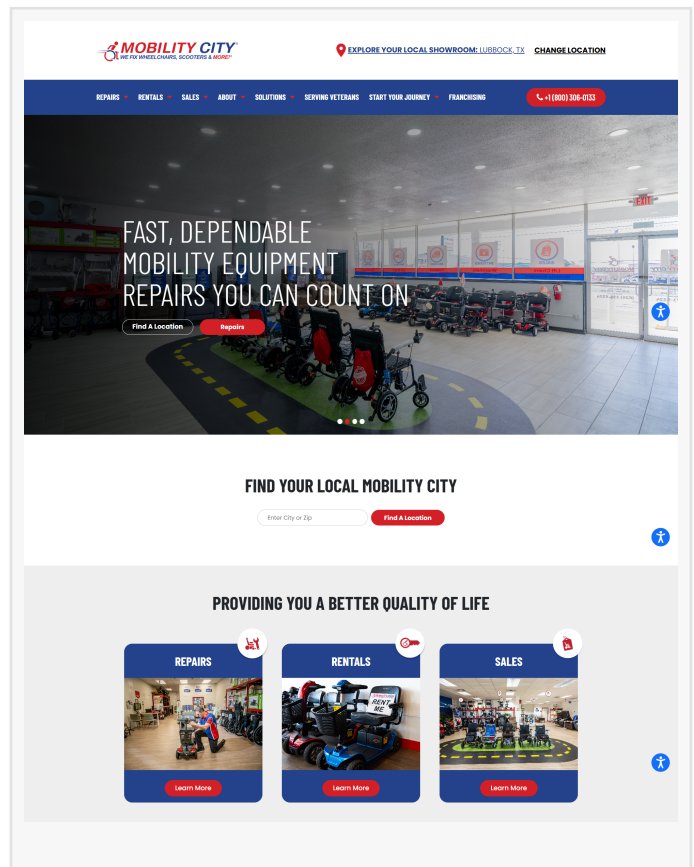 MOBILITY CITY
WE FIX WHEELCHAIRS, SCOOTERS & MORE!
EXPLORE YOUR LOCAL SHOWROOM: LUBBOCK, TX CHANGE LOCATION
REPAIRS RENTALS SALES ABOUT SOLUTIONS SERVING VETERANS START YOUR JOURNEY FRANCHISING +1 (800) 306-0133
EXIT
FAST, DEPENDABLE
MOBILITY EQUIPMENT
REPAIRS YOU CAN COUNT ON
Find A Location Repairs
FIND YOUR LOCAL MOBILITY CITY
Enter City or Zip Find A Location
PROVIDING YOU A BETTER QUALITY OF LIFE
REPAIRS RENTALS SALES
RENT
ME
Learn More Learn More Learn More